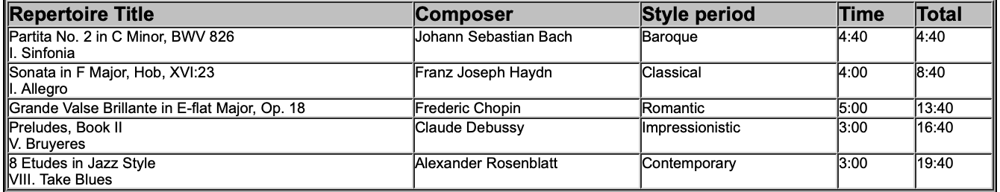 Repertoire Title Composer Style period Time Total
Partita No. 2 in C Minor, BWV 826 Johann Sebastian Bach Baroque 4:40 4:40
I. Sinfonia
Sonata in F Major, Hob, XVI:23 Franz Joseph Haydn Classical 4:00 8:40
I. Allegro
Grande Valse Brillante in E-flat Major, Op. 18 Frederic Chopin Romantic 5:00 13:40
Preludes, Book II Claude Debussy Impressionistic 3:00 16:40
V. Bruyeres
8 Etudes in Jazz Style Alexander Rosenblatt Contemporary 3:00 19:40
VIII. Take Blues